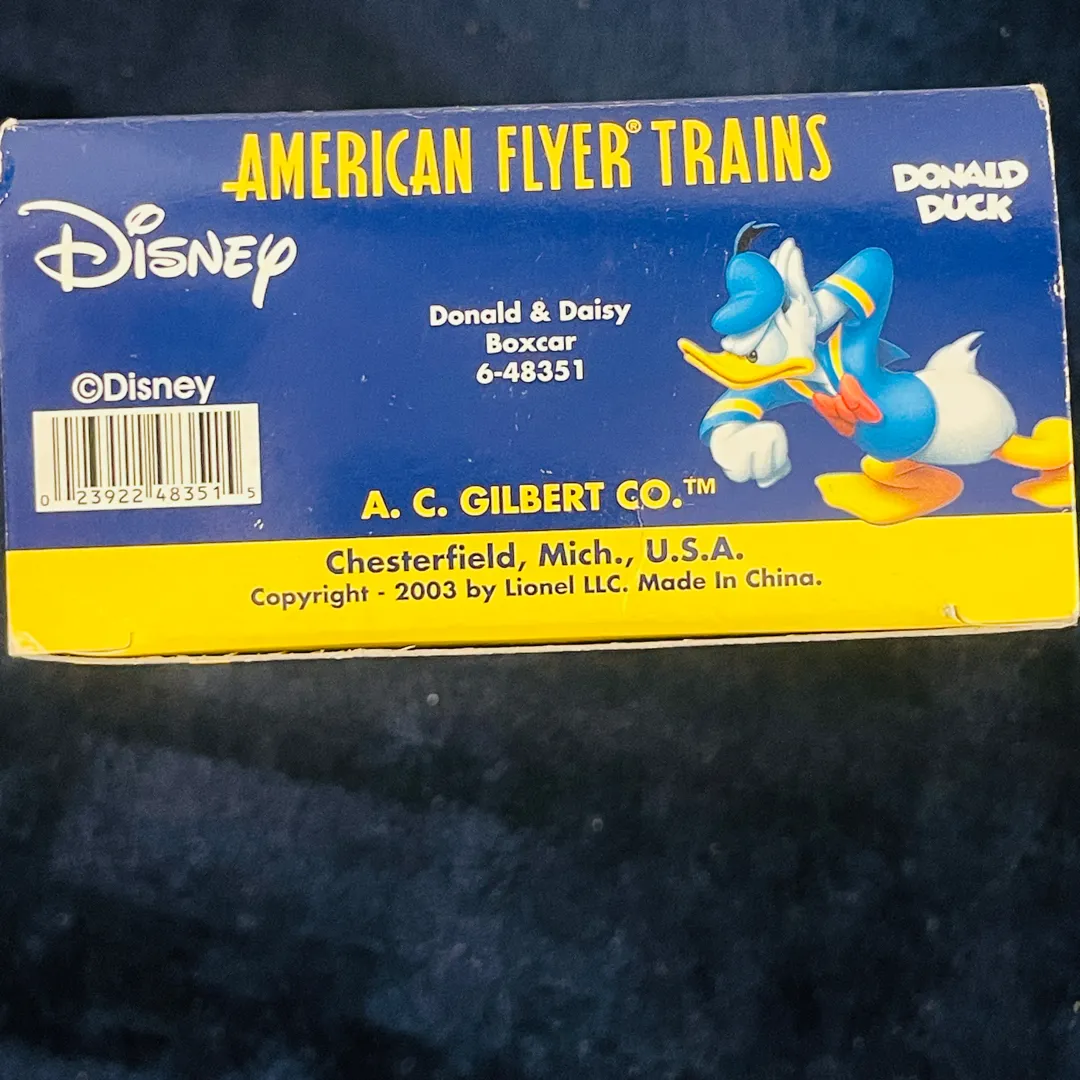 AMERICAN FLYER® TRAINS
DONALD
DUCK
Disney
Donald & Daisy
Boxcar
6-48351
©Disney
0 23922 48351 5
A. C. GILBERT CO.™
Chesterfield, Mich., U.S.A.
Copyright - 2003 by Lionel LLC. Made In China.